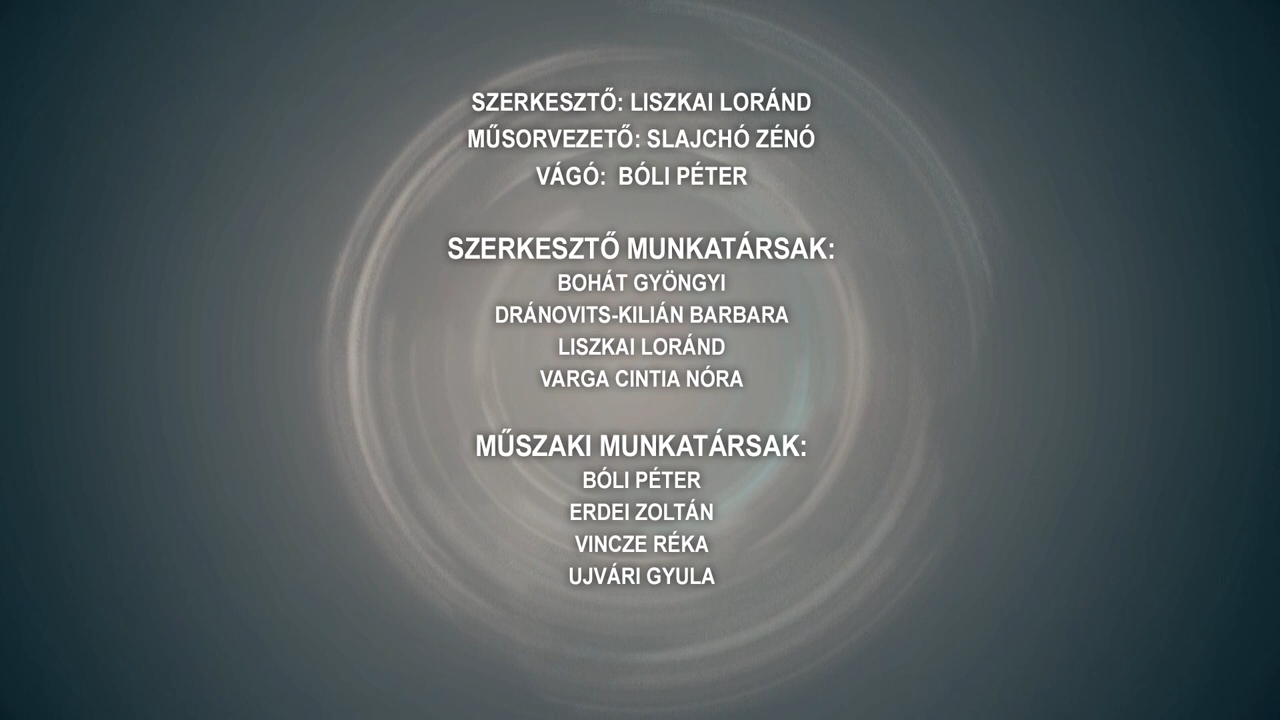 SZERKESZTŐ: LISZKAI LORÁND
MŰSORVEZETŐ: SLAJCHÓ ZÉNÓ
VÁGÓ:  BÓLI PÉTER
SZERKESZTŐ MUNKATÁRSAK:
BOHÁT GYÖNGYI
DRÁNOVITS-KILIÁN BARBARA
LISZKAI LORÁND
VARGA CINTIA NÓRA
MŰSZAKI MUNKATÁRSAK:
BÓLI PÉTER
ERDEI ZOLTÁN
VINCZE RÉKA
UJVÁRI GYULA